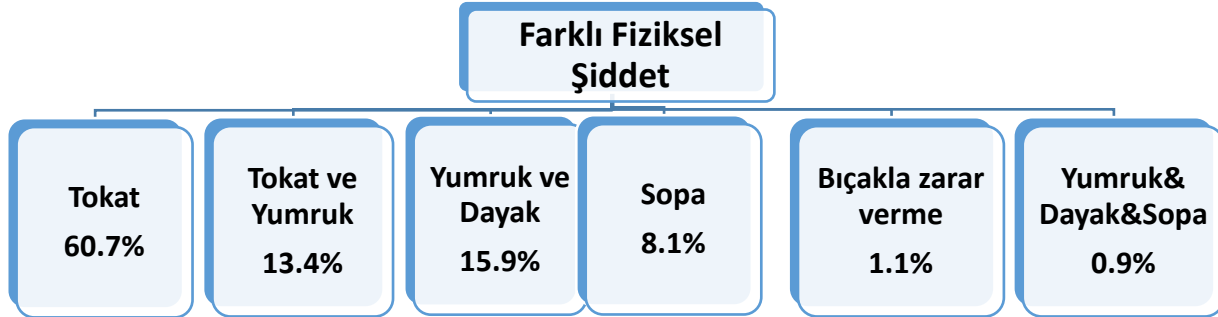 Farklı Fiziksel
Şiddet
Tokat
60.7%
Tokat ve
Yumruk
13.4%
Yumruk ve
Dayak
15.9%
Sopa
8.1%
Bıçakla zarar
verme
1.1%
Yumruk&
Dayak&Sopa
0.9%